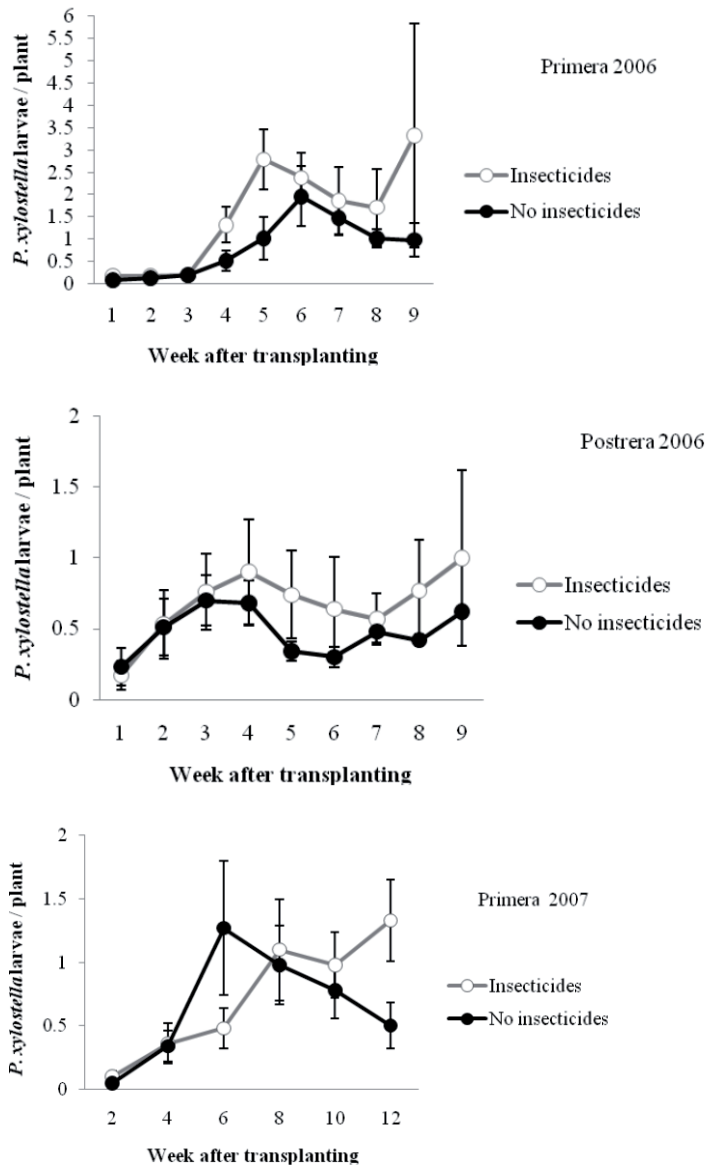 6
5.5
5
4.5
4
3.5
3
2.5
2
1.5
1
0.5
0
P. xylostella larvae / plant
1 2 3 4 5 6 7 8 9
Week after transplanting
Primera 2006
Insecticides
No insecticides
2
1.5
1
0.5
0
P. xylostella larvae / plant
1 2 3 4 5 6 7 8 9
Week after transplanting
Postrera 2006
Insecticides
No insecticides
2
1.5
1
0.5
0
P. xylostella larvae / plant
2 4 6 8 10 12
Week after transplanting
Primera 2007
Insecticides
No insecticides